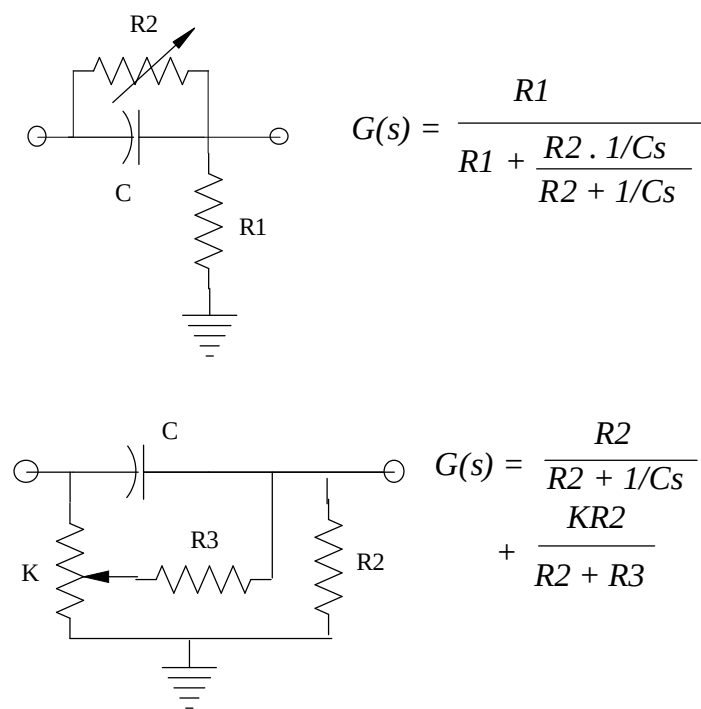 R2
C
R1
G(s) = R1
R1 + R2 . 1/Cs
R2 + 1/Cs
C
K
R3
R2
G(s) = R2
R2 + 1/Cs
+ KR2
R2 + R3